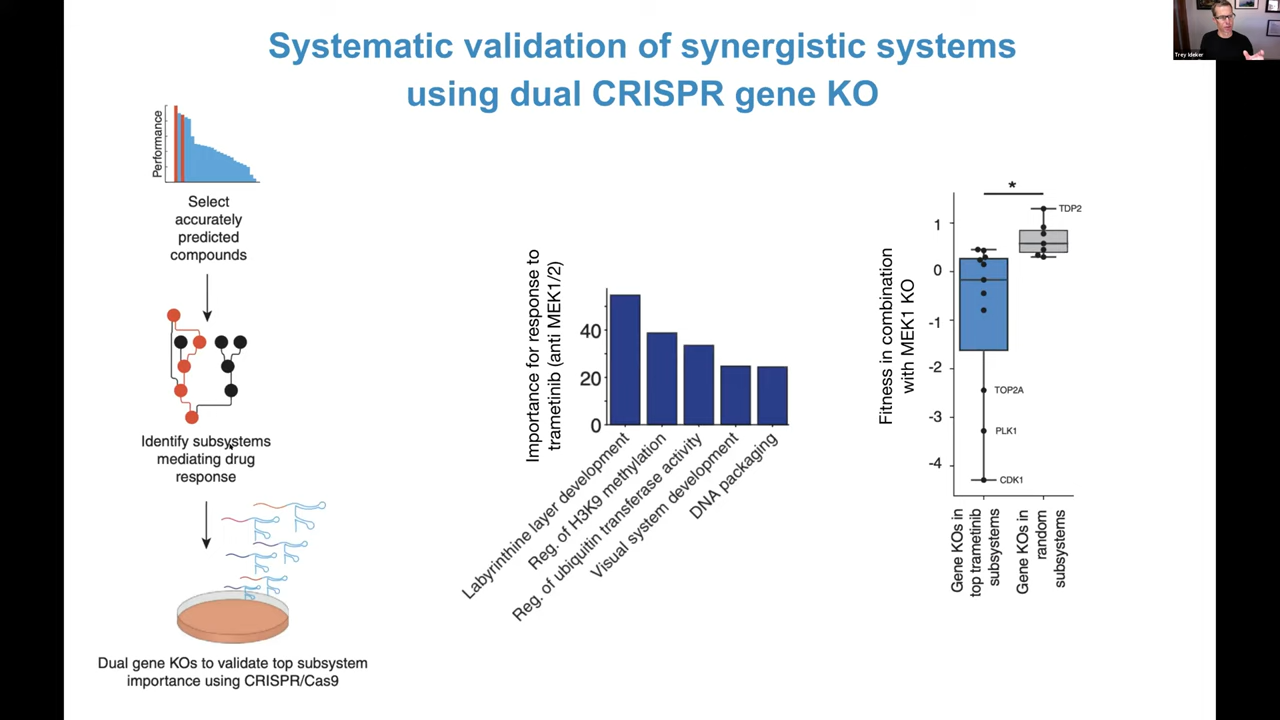 Systematic validation of synergistic systems
using dual CRISPR gene KO
Trey Ideker
Performance
Select
accurately
predicted
compounds
Identify subsystems
mediating drug
response
Dual gene KOs to validate top subsystem
importance using CRISPR/Cas9
Importance for response to
trametinib (anti MEK1/2)
40
20
0
Labyrinthine layer development
Reg. of H3K9 methylation
Reg. of ubiquitin transferase activity
Visual system development
DNA packaging
Fitness in combination
with MEK1 KO
1
0
-1
-2
-3
-4
*
TDP2
TOP2A
PLK1
CDK1
Gene KOs in
top trametinib
subsystems
Gene KOs in
random
subsystems